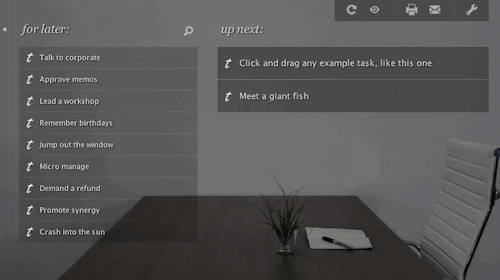 for later:
Talk to corporate
Approve memos
Lead a workshop
Remember birthdays
Jump out the window
Micro manage
Demand a refund
Promote synergy
Crash into the sun
up next:
Click and drag any example task, like this one
Meet a giant fish